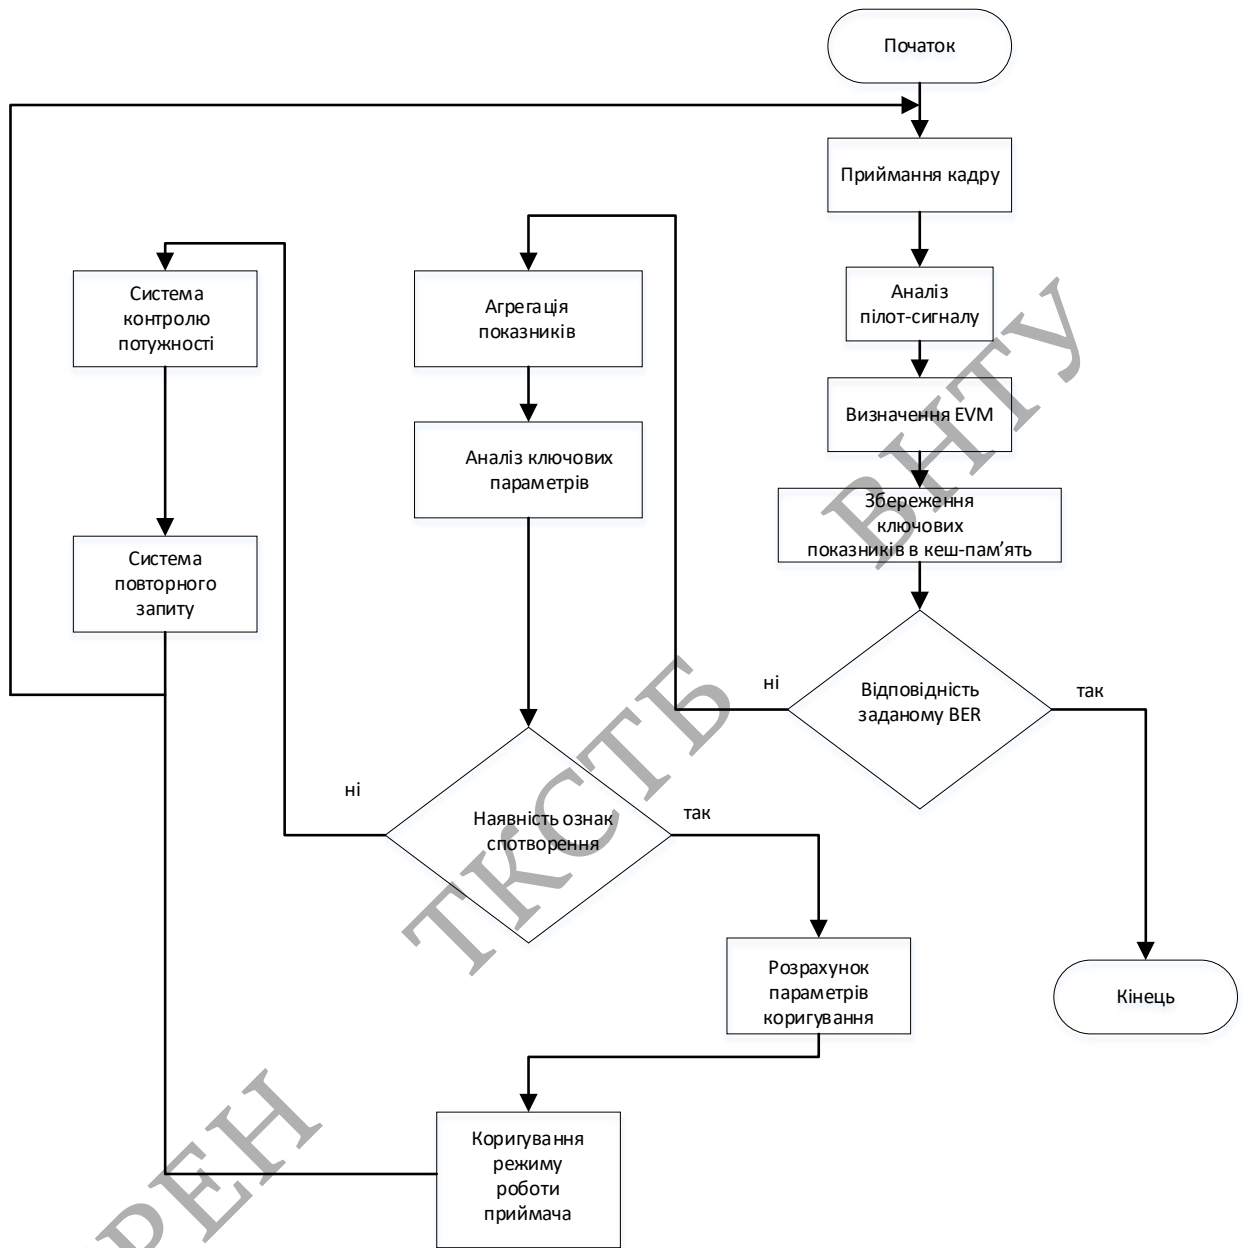 Початок
Приймання кадру
Аналіз
пілот-сигналу
Визначення EVM
Збереження
ключових
показників в кеш-пам’ять
Відповідність
заданому BER
ні
так
Кінець
Агрегація
показників
Аналіз ключових
параметрів
Наявність ознак
спотворення
ні
так
Система
контролю
потужності
Система
повторного
запиту
Розрахунок
параметрів
коригування
Коригування
режиму
роботи
приймача
ВНТУ
ТКСТБ